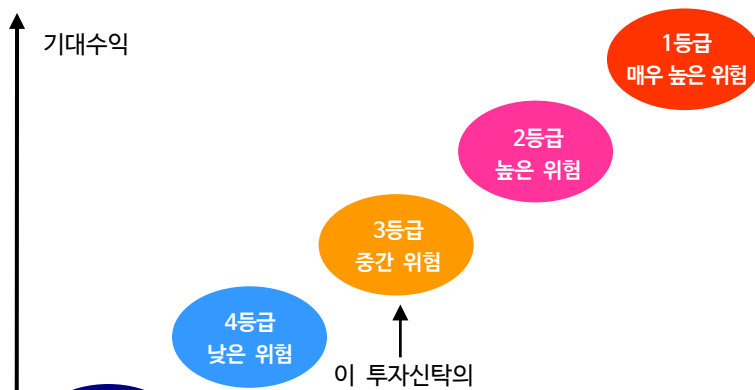 기대수익
1등급
매우 높은 위험
2등급
높은 위험
3등급
중간 위험
4등급
낮은 위험
이 투자신탁의